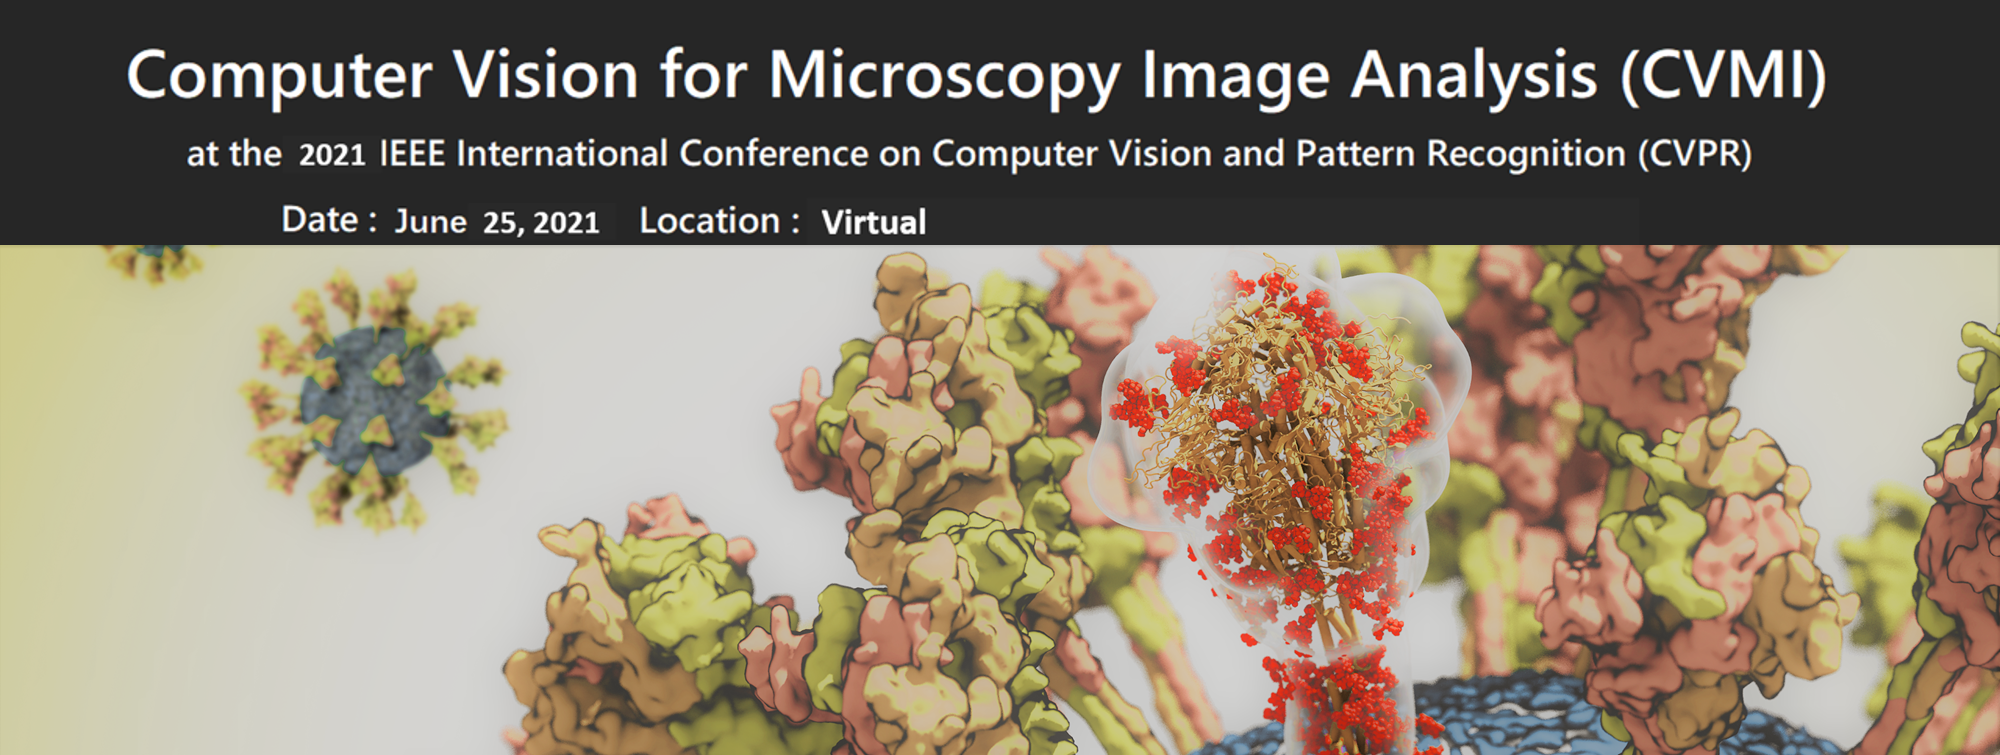 Computer Vision for Microscopy Image Analysis (CVMI)
at the 2021 IEEE International Conference on Computer Vision and Pattern Recognition (CVPR)
Date : June 25, 2021 Location : Virtual